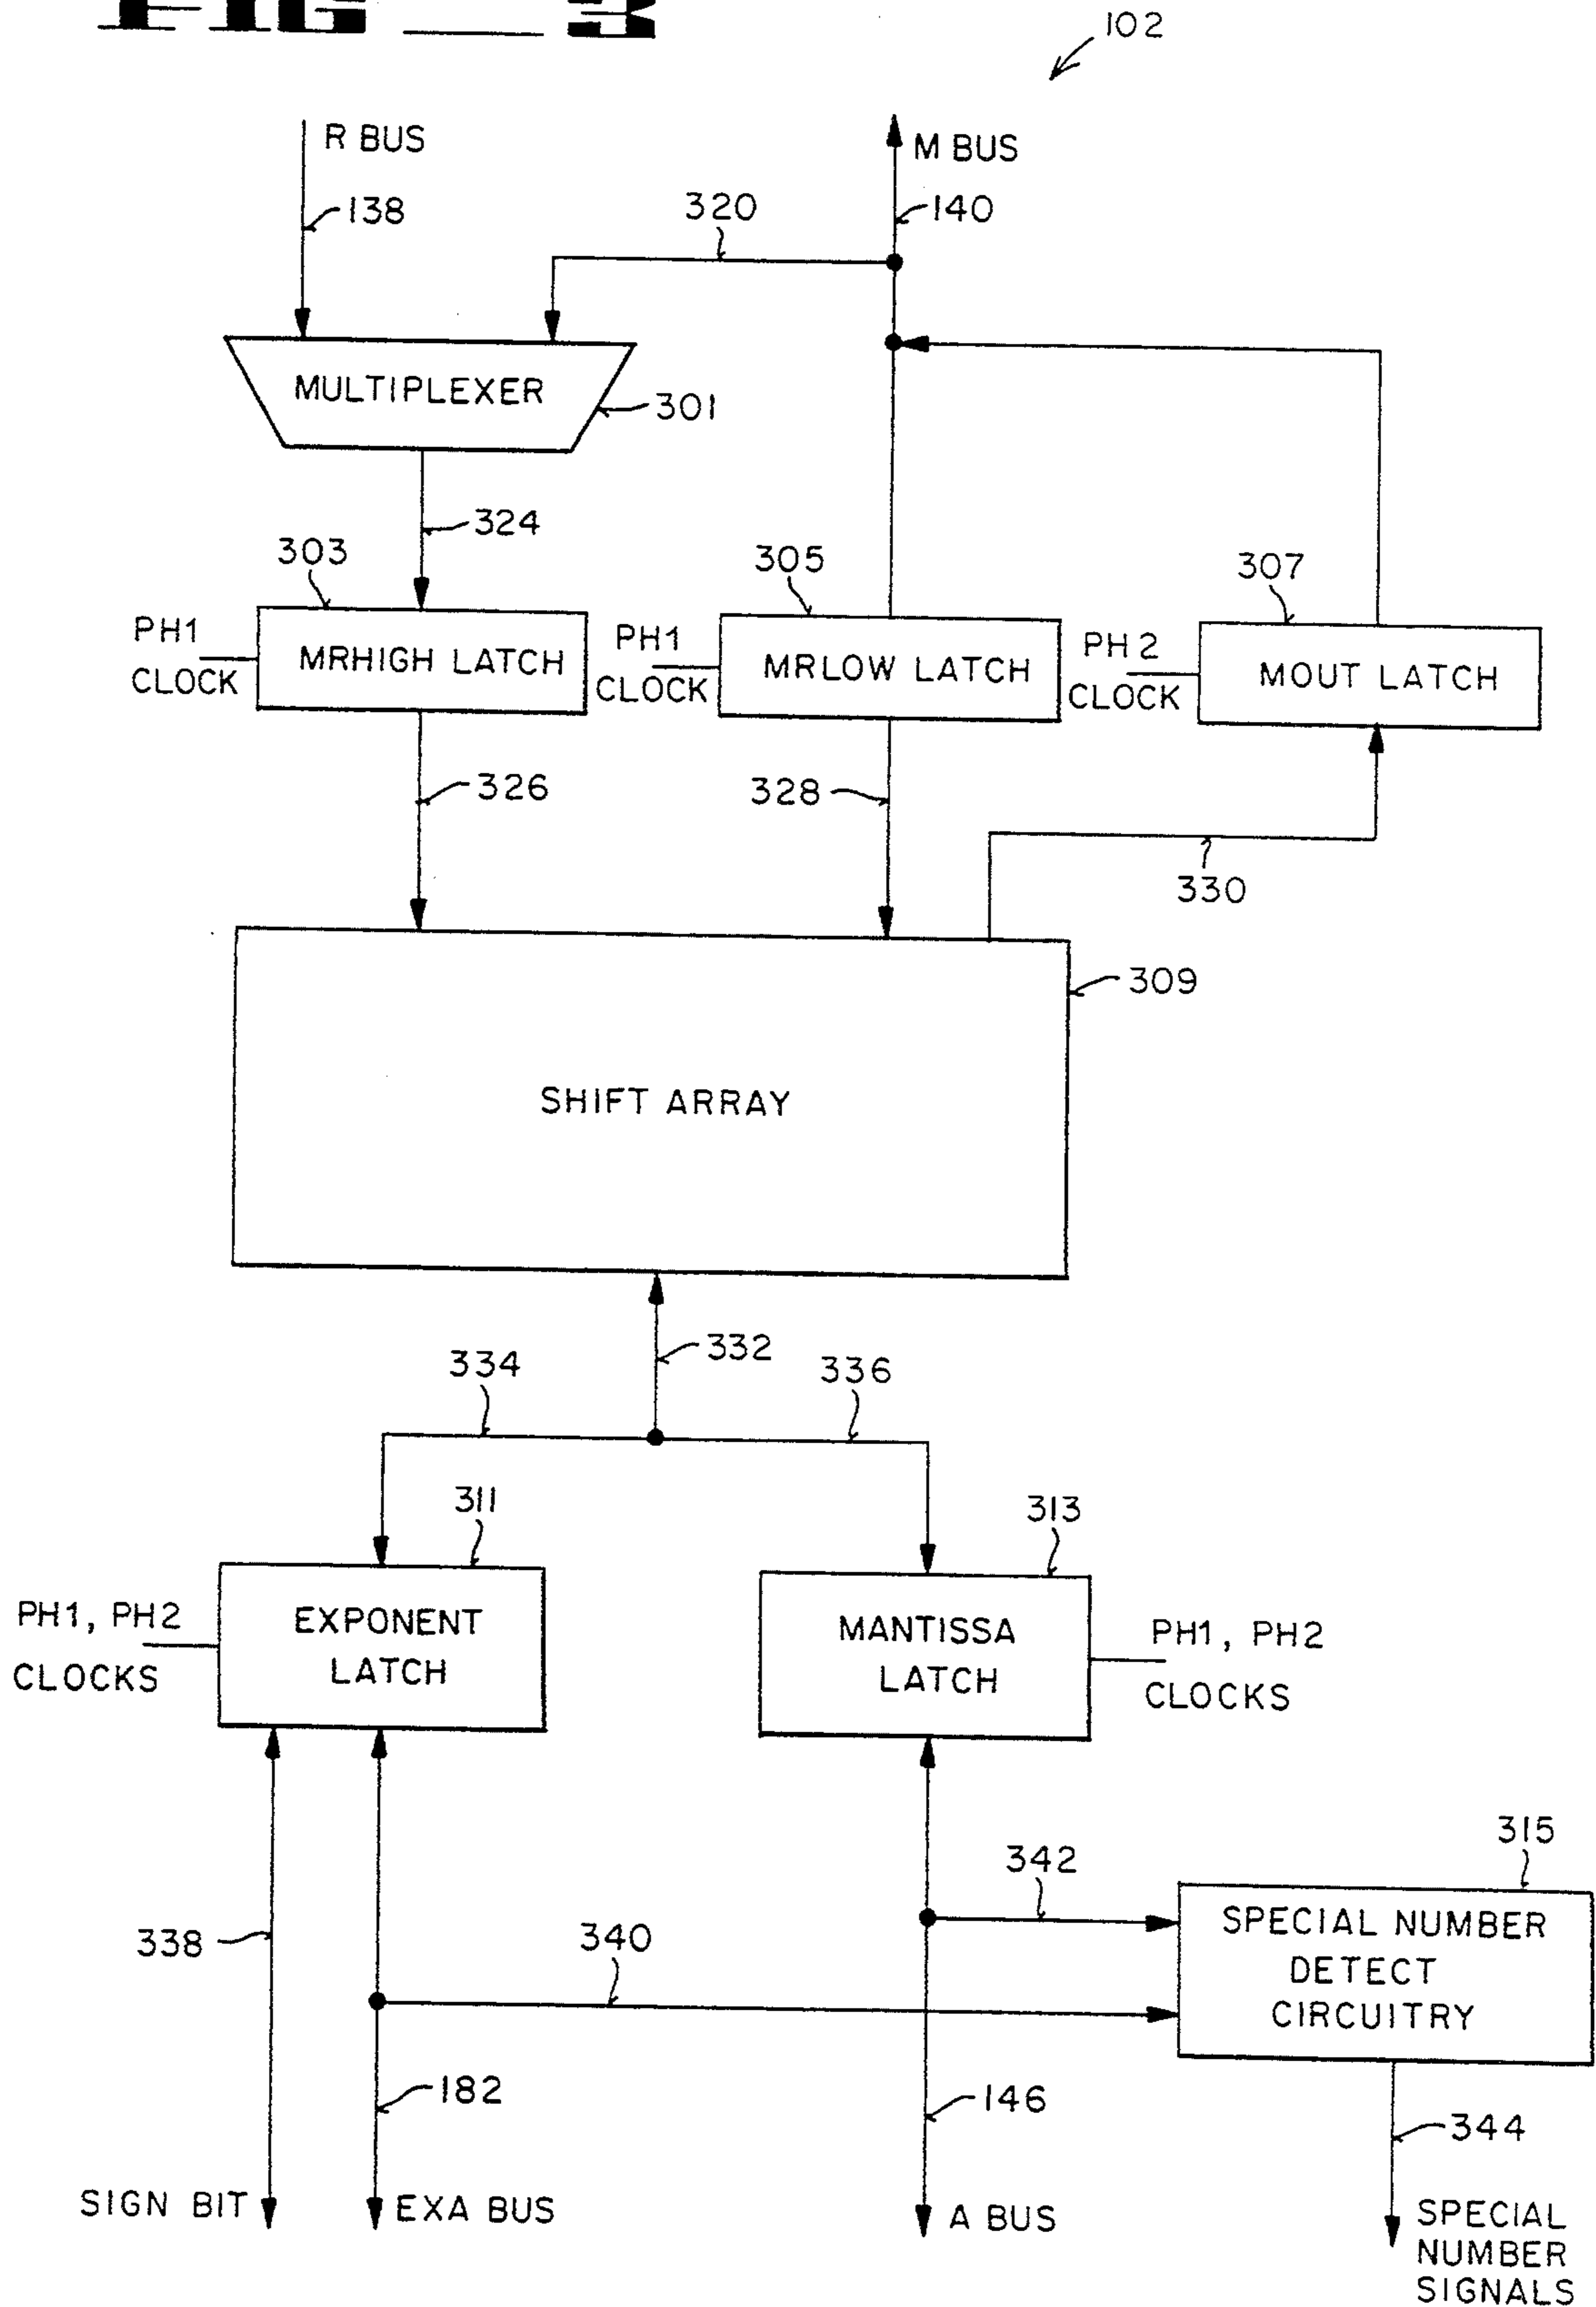 FIG 3
102
R BUS
M BUS
138
320
140
MULTIPLEXER
301
324
303
305
307
PH1
CLOCK
MRHIGH LATCH
PH1
CLOCK
MRLOW LATCH
PH2
CLOCK
MOUT LATCH
326
328
330
309
SHIFT ARRAY
332
334
336
311
313
PH1, PH2
CLOCKS
EXPONENT
LATCH
MANTISSA
LATCH
PH1, PH2
CLOCKS
315
342
338
340
SPECIAL NUMBER
DETECT
CIRCUITRY
182
146
344
SIGN BIT
EXA BUS
A BUS
SPECIAL
NUMBER
SIGNALS